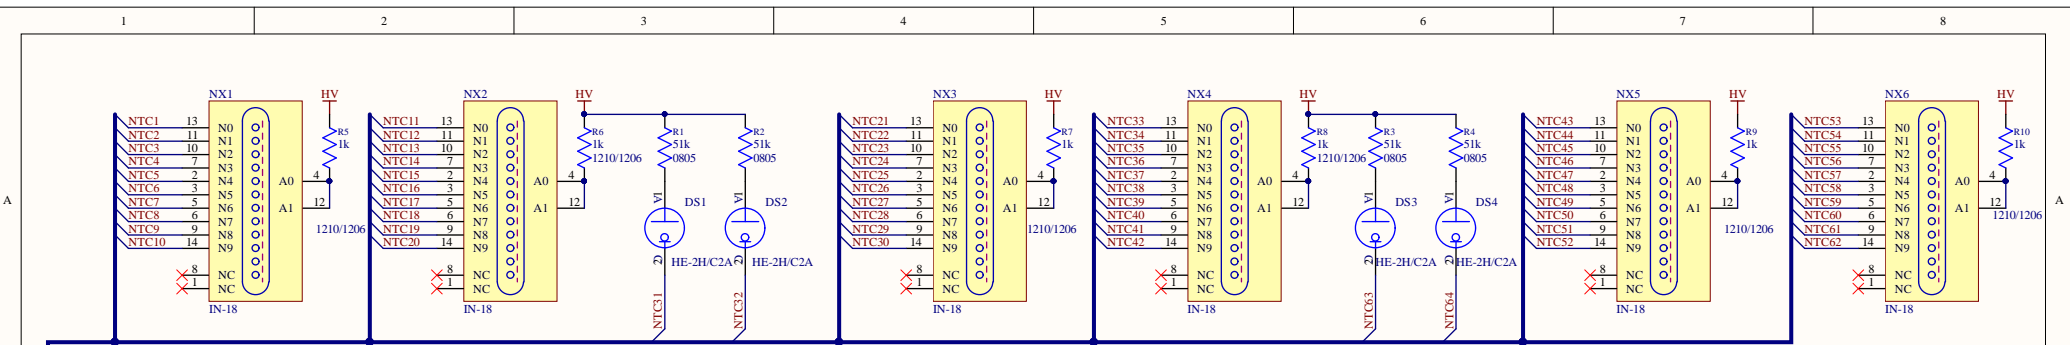 1 2 3 4 5 6 7 8
A A
NX1
HV
NTC1 13 N0
NTC2 11 N1
NTC3 10 N2
NTC4 7 N3
NTC5 2 N4
NTC6 3 N5
NTC7 5 N6
NTC8 6 N7
NTC9 9 N8
NTC10 14 N9
8 NC
1 NC
A0 4
A1 12
R5
1k
1210/1206
IN-18
NX2
HV
NTC11 13 N0
NTC12 11 N1
NTC13 10 N2
NTC14 7 N3
NTC15 2 N4
NTC16 3 N5
NTC17 5 N6
NTC18 6 N7
NTC19 9 N8
NTC20 14 N9
8 NC
1 NC
A0 4
A1 12
R6
1k
1210/1206
IN-18
R1
51k
0805
1A
DS1
2C
HE-2H/C2A
NTC31
R2
51k
0805
1A
DS2
2C
HE-2H/C2A
NTC32
NX3
HV
NTC21 13 N0
NTC22 11 N1
NTC23 10 N2
NTC24 7 N3
NTC25 2 N4
NTC26 3 N5
NTC27 5 N6
NTC28 6 N7
NTC29 9 N8
NTC30 14 N9
8 NC
1 NC
A0 4
A1 12
R7
1k
1210/1206
IN-18
NX4
HV
NTC33 13 N0
NTC34 11 N1
NTC35 10 N2
NTC36 7 N3
NTC37 2 N4
NTC38 3 N5
NTC39 5 N6
NTC40 6 N7
NTC41 9 N8
NTC42 14 N9
8 NC
1 NC
A0 4
A1 12
R8
1k
1210/1206
IN-18
R3
51k
0805
1A
DS3
2C
HE-2H/C2A
NTC63
R4
51k
0805
1A
DS4
2C
HE-2H/C2A
NTC64
NX5
HV
NTC43 13 N0
NTC44 11 N1
NTC45 10 N2
NTC46 7 N3
NTC47 2 N4
NTC48 3 N5
NTC49 5 N6
NTC50 6 N7
NTC51 9 N8
NTC52 14 N9
8 NC
1 NC
A0 4
A1 12
R9
1k
1210/1206
IN-18
NX6
HV
NTC53 13 N0
NTC54 11 N1
NTC55 10 N2
NTC56 7 N3
NTC57 2 N4
NTC58 3 N5
NTC59 5 N6
NTC60 6 N7
NTC61 9 N8
NTC62 14 N9
8 NC
1 NC
A0 4
A1 12
R10
1k
1210/1206
IN-18